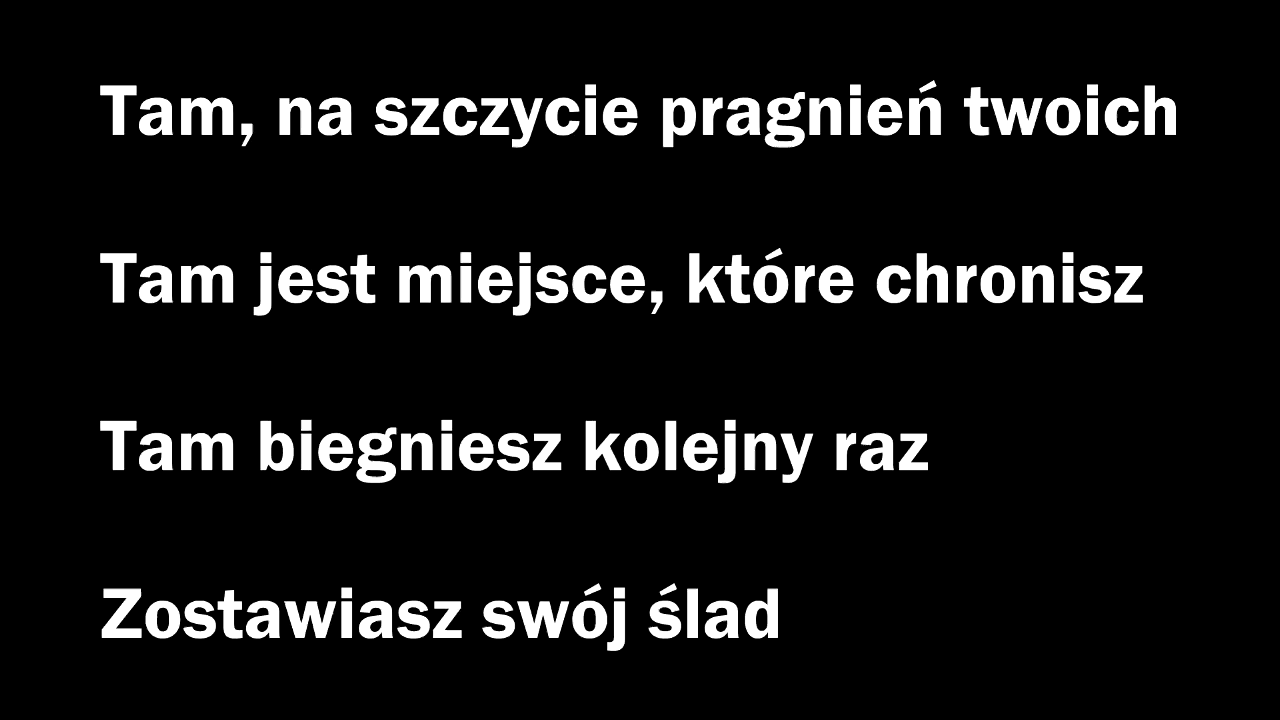 Tam, na szczycie pragnień twoich
Tam jest miejsce, które chronisz
Tam biegniesz kolejny raz
Zostawiasz swój ślad